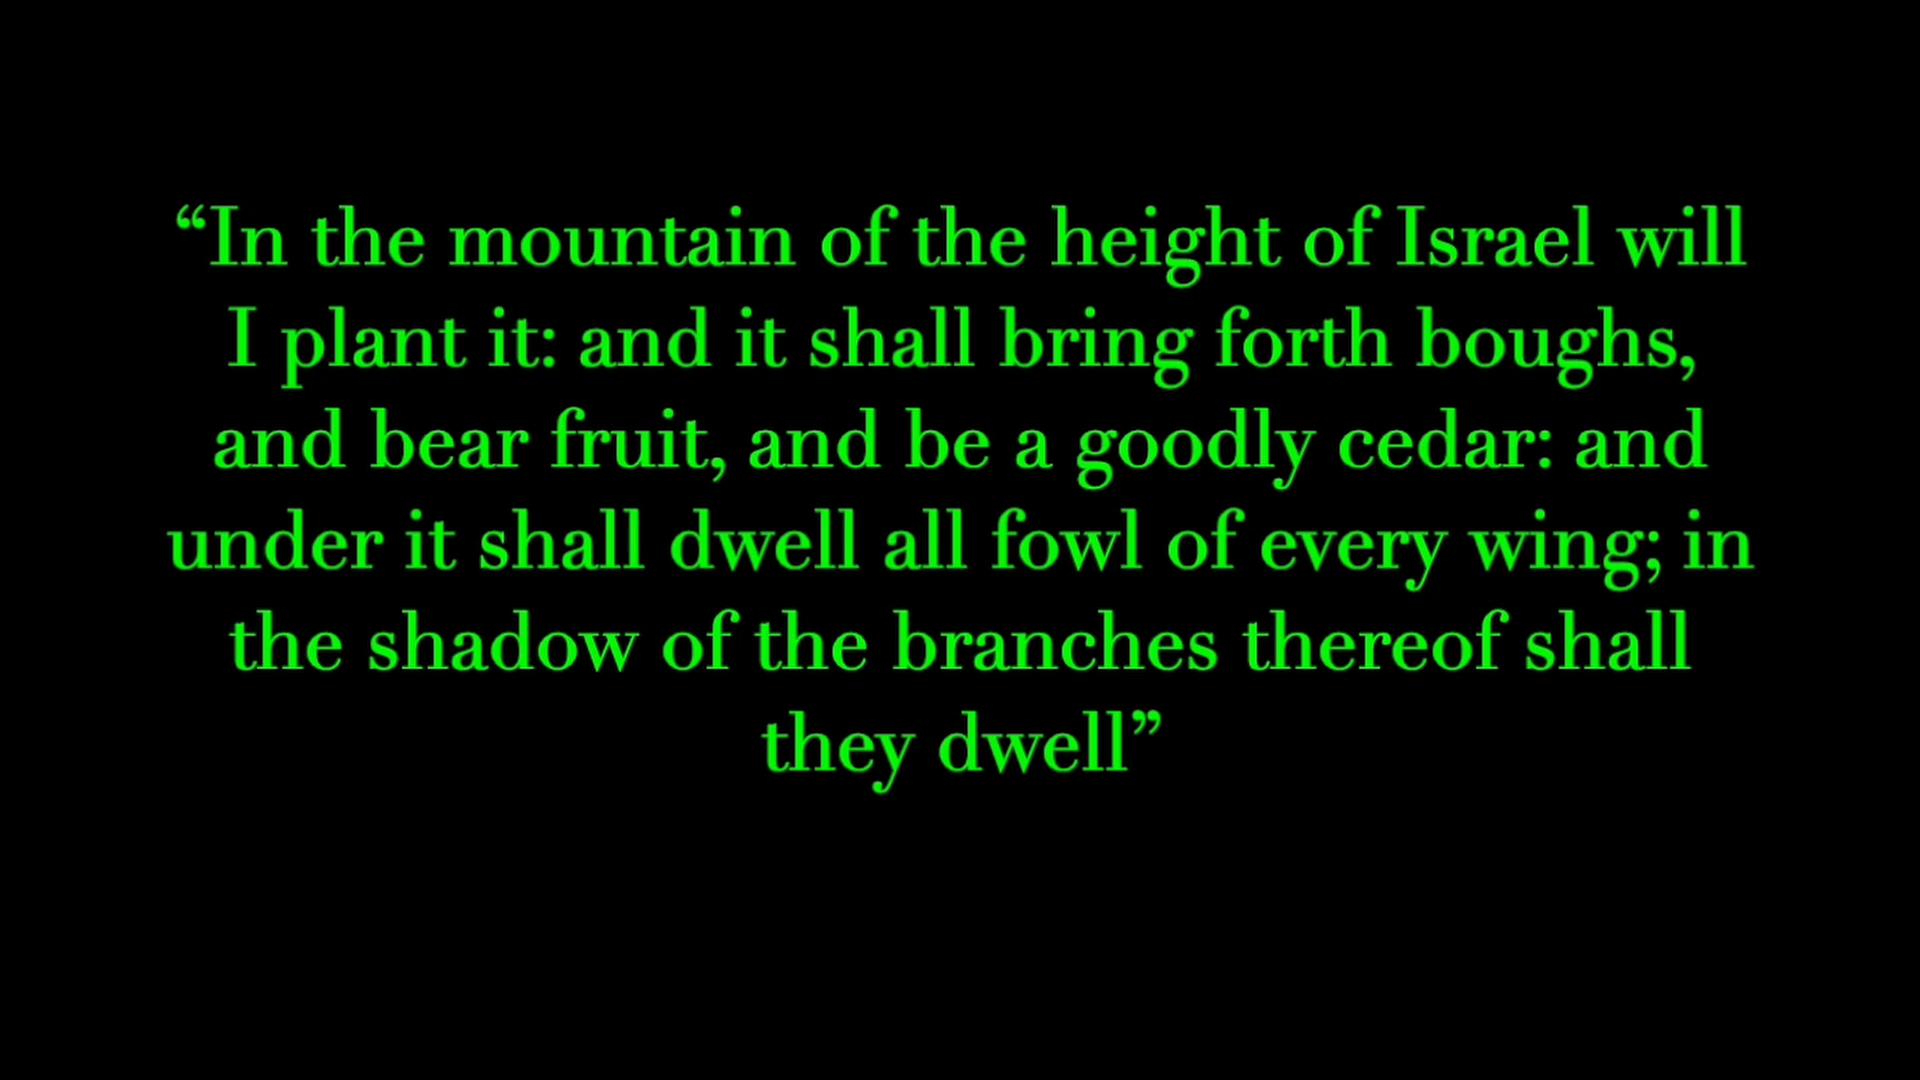 “In the mountain of the height of Israel will
I plant it: and it shall bring forth boughs,
and bear fruit, and be a goodly cedar: and
under it shall dwell all fowl of every wing; in
the shadow of the branches thereof shall
they dwell”